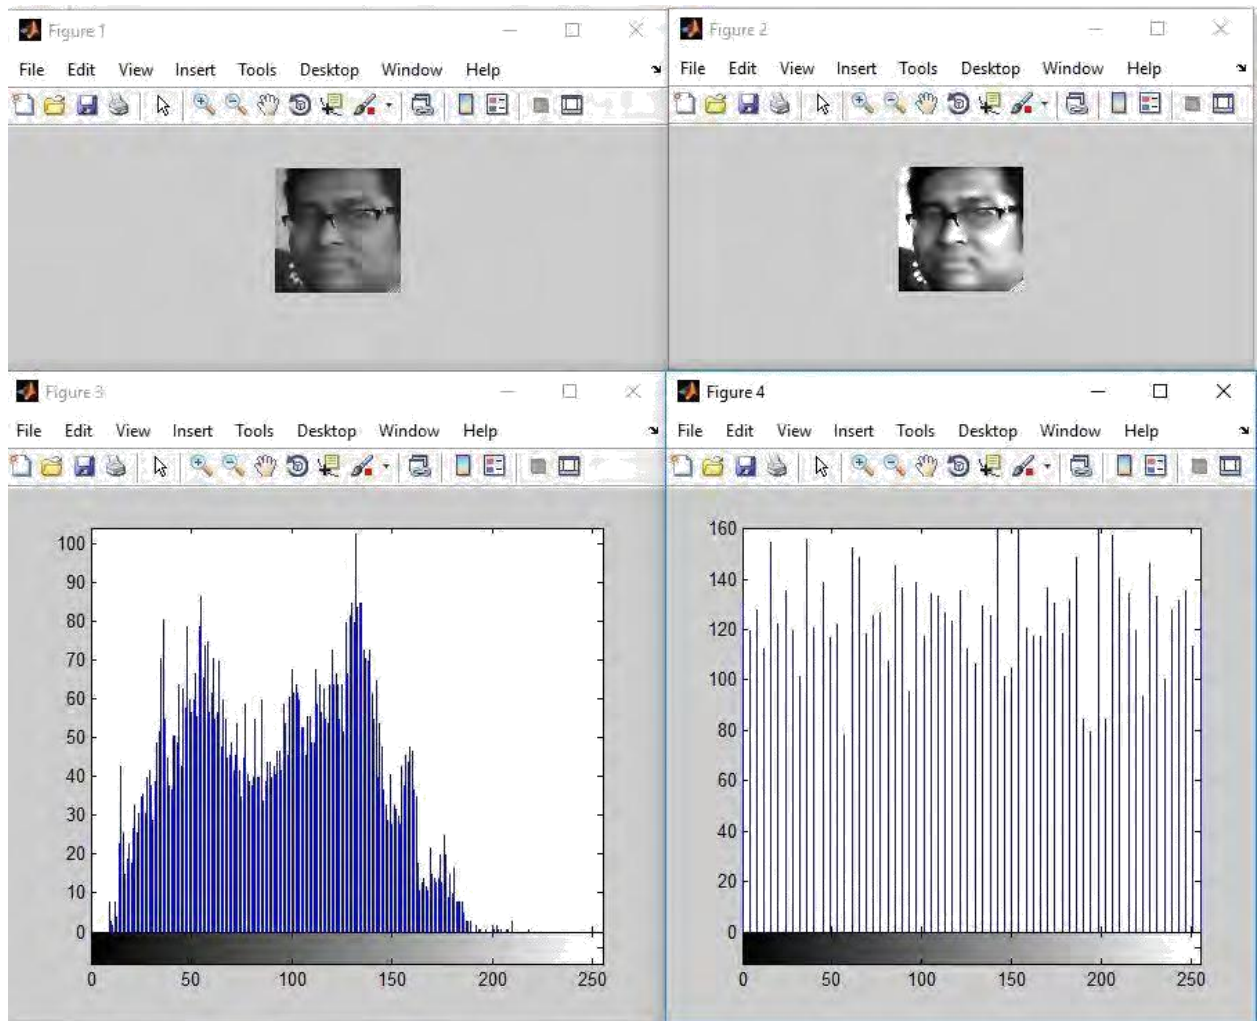 Figure 1
File Edit View Insert Tools Desktop Window Help
Figure 2
File Edit View Insert Tools Desktop Window Help
Figure 3
File Edit View Insert Tools Desktop Window Help
100
90
80
70
60
50
40
30
20
10
0
0 50 100 150 200 250
Figure 4
File Edit View Insert Tools Desktop Window Help
160
140
120
100
80
60
40
20
0
0 50 100 150 200 250